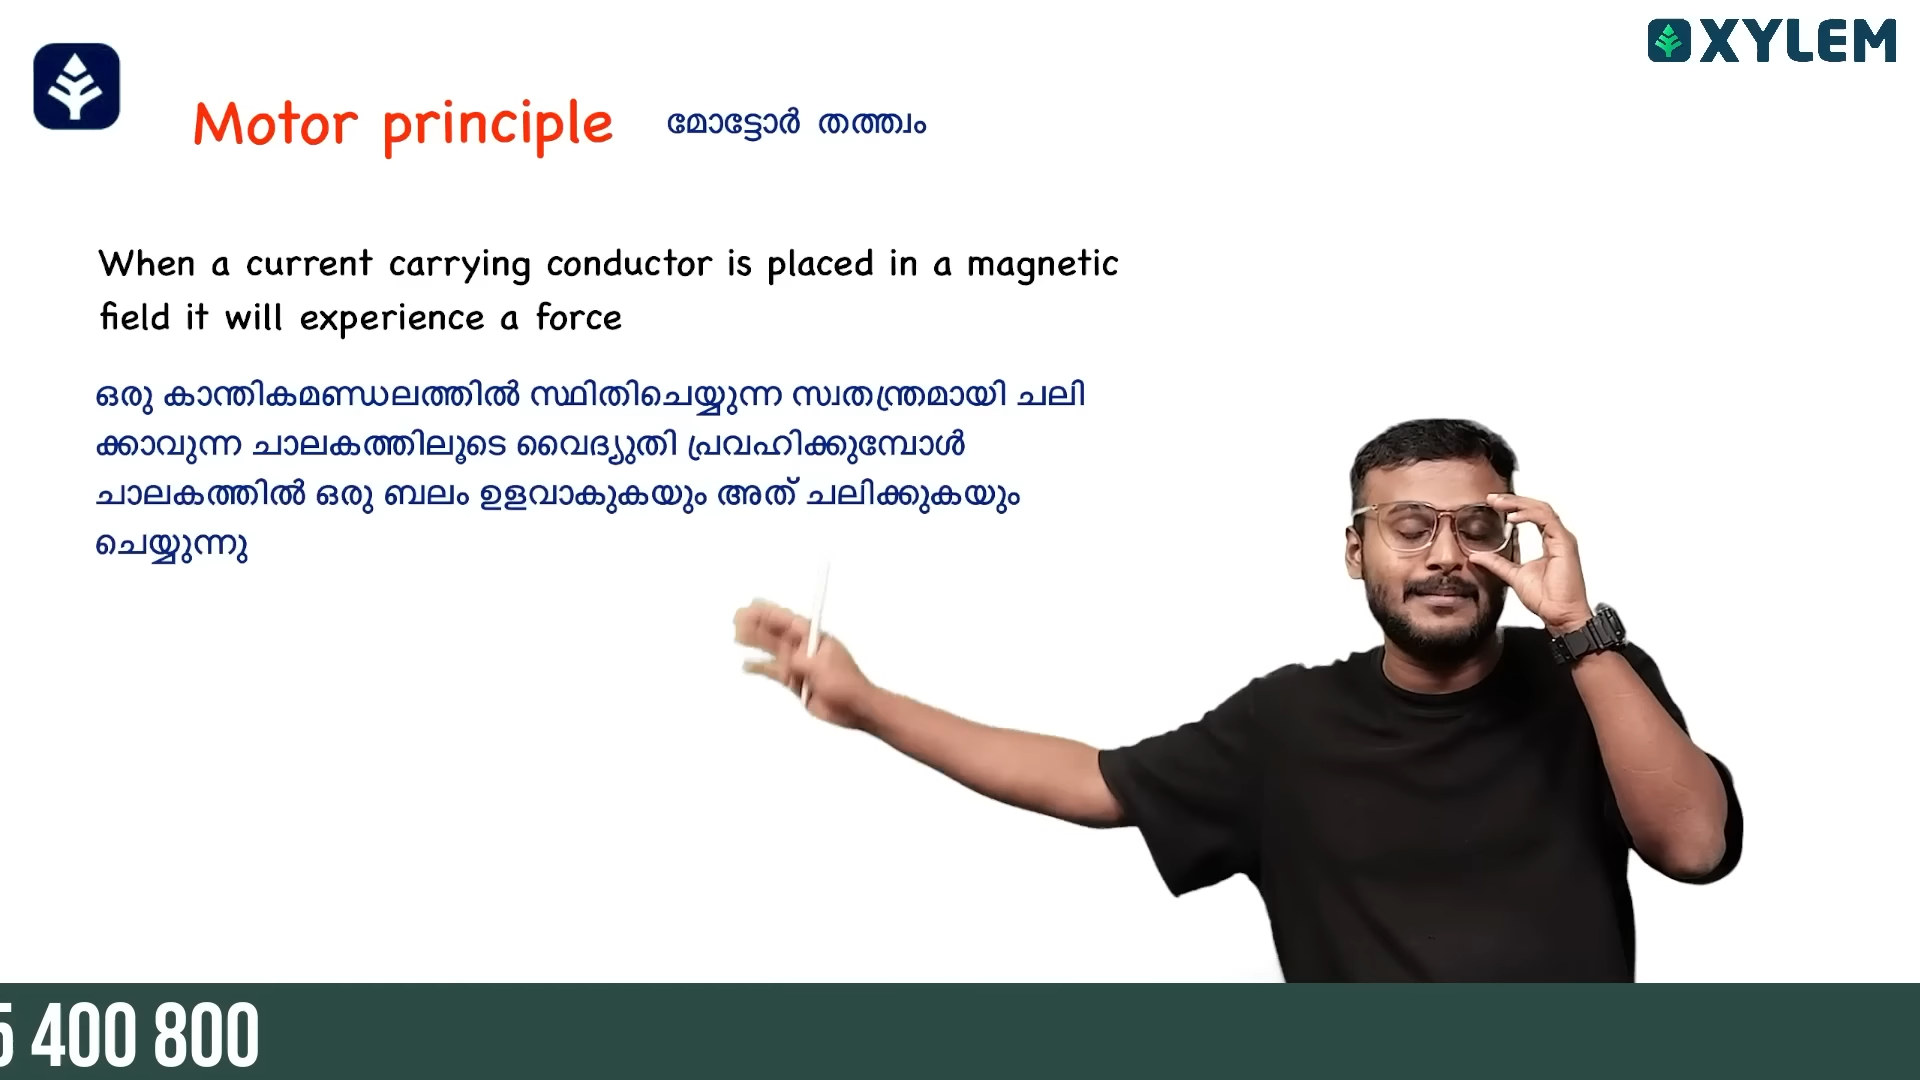 XYLEM
Motor principle മോട്ടോർ തത്ത്വം
When a current carrying conductor is placed in a magnetic
field it will experience a force
ഒരു കാന്തികമണ്ഡലത്തിൽ സ്ഥിതിചെയ്യുന്ന സ്വതന്ത്രമായി ചലി
ക്കാവുന്ന ചാലകത്തിലൂടെ വൈദ്യുതി പ്രവഹിക്കുമ്പോൾ
ചാലകത്തിൽ ഒരു ബലം ഉളവാകുകയും അത് ചലിക്കുകയും
ചെയ്യുന്നു
400 800